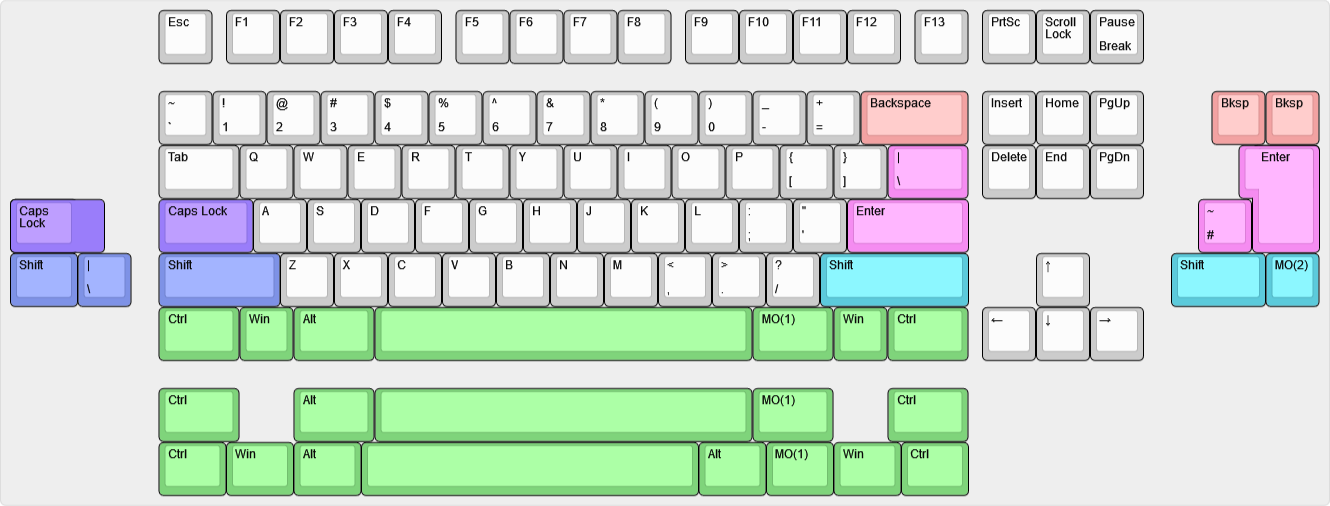 Esc F1 F2 F3 F4 F5 F6 F7 F8 F9 F10 F11 F12 F13 PrtSc Scroll Lock Pause Break
~ ` ! 1 @ 2 # 3 $ 4 % 5 ^ 6 & 7 * 8 ( 9 ) 0 _ - + = Backspace Insert Home PgUp Bksp Bksp
Tab Q W E R T Y U I O P { [ } ] | \ Delete End PgDn Enter
Caps Lock Caps Lock A S D F G H J K L : ; " ' Enter ~ #
Shift | \ Shift Z X C V B N M < , > . ? / Shift ↑ Shift MO(2)
Ctrl Win Alt MO(1) Win Ctrl ← ↓ →
Ctrl Alt MO(1) Ctrl
Ctrl Win Alt Alt MO(1) Win Ctrl